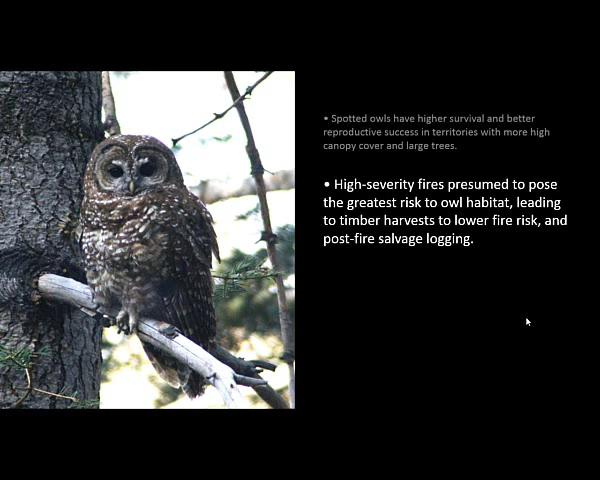 • Spotted owls have higher survival and better
reproductive success in territories with more high
canopy cover and large trees.
• High-severity fires presumed to pose
the greatest risk to owl habitat, leading
to timber harvests to lower fire risk, and
post-fire salvage logging.